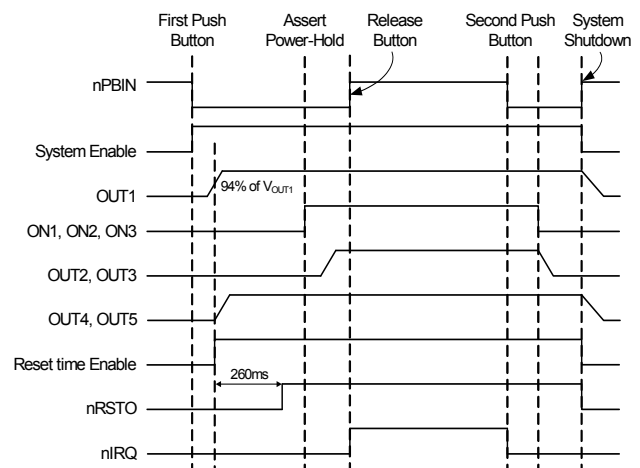 First Push
Button
Assert
Power-Hold
Release
Button
Second Push
Button
System
Shutdown
nPBIN
System Enable
OUT1
94% of VOUT1
ON1, ON2, ON3
OUT2, OUT3
OUT4, OUT5
Reset time Enable
260ms
nRSTO
nIRQ